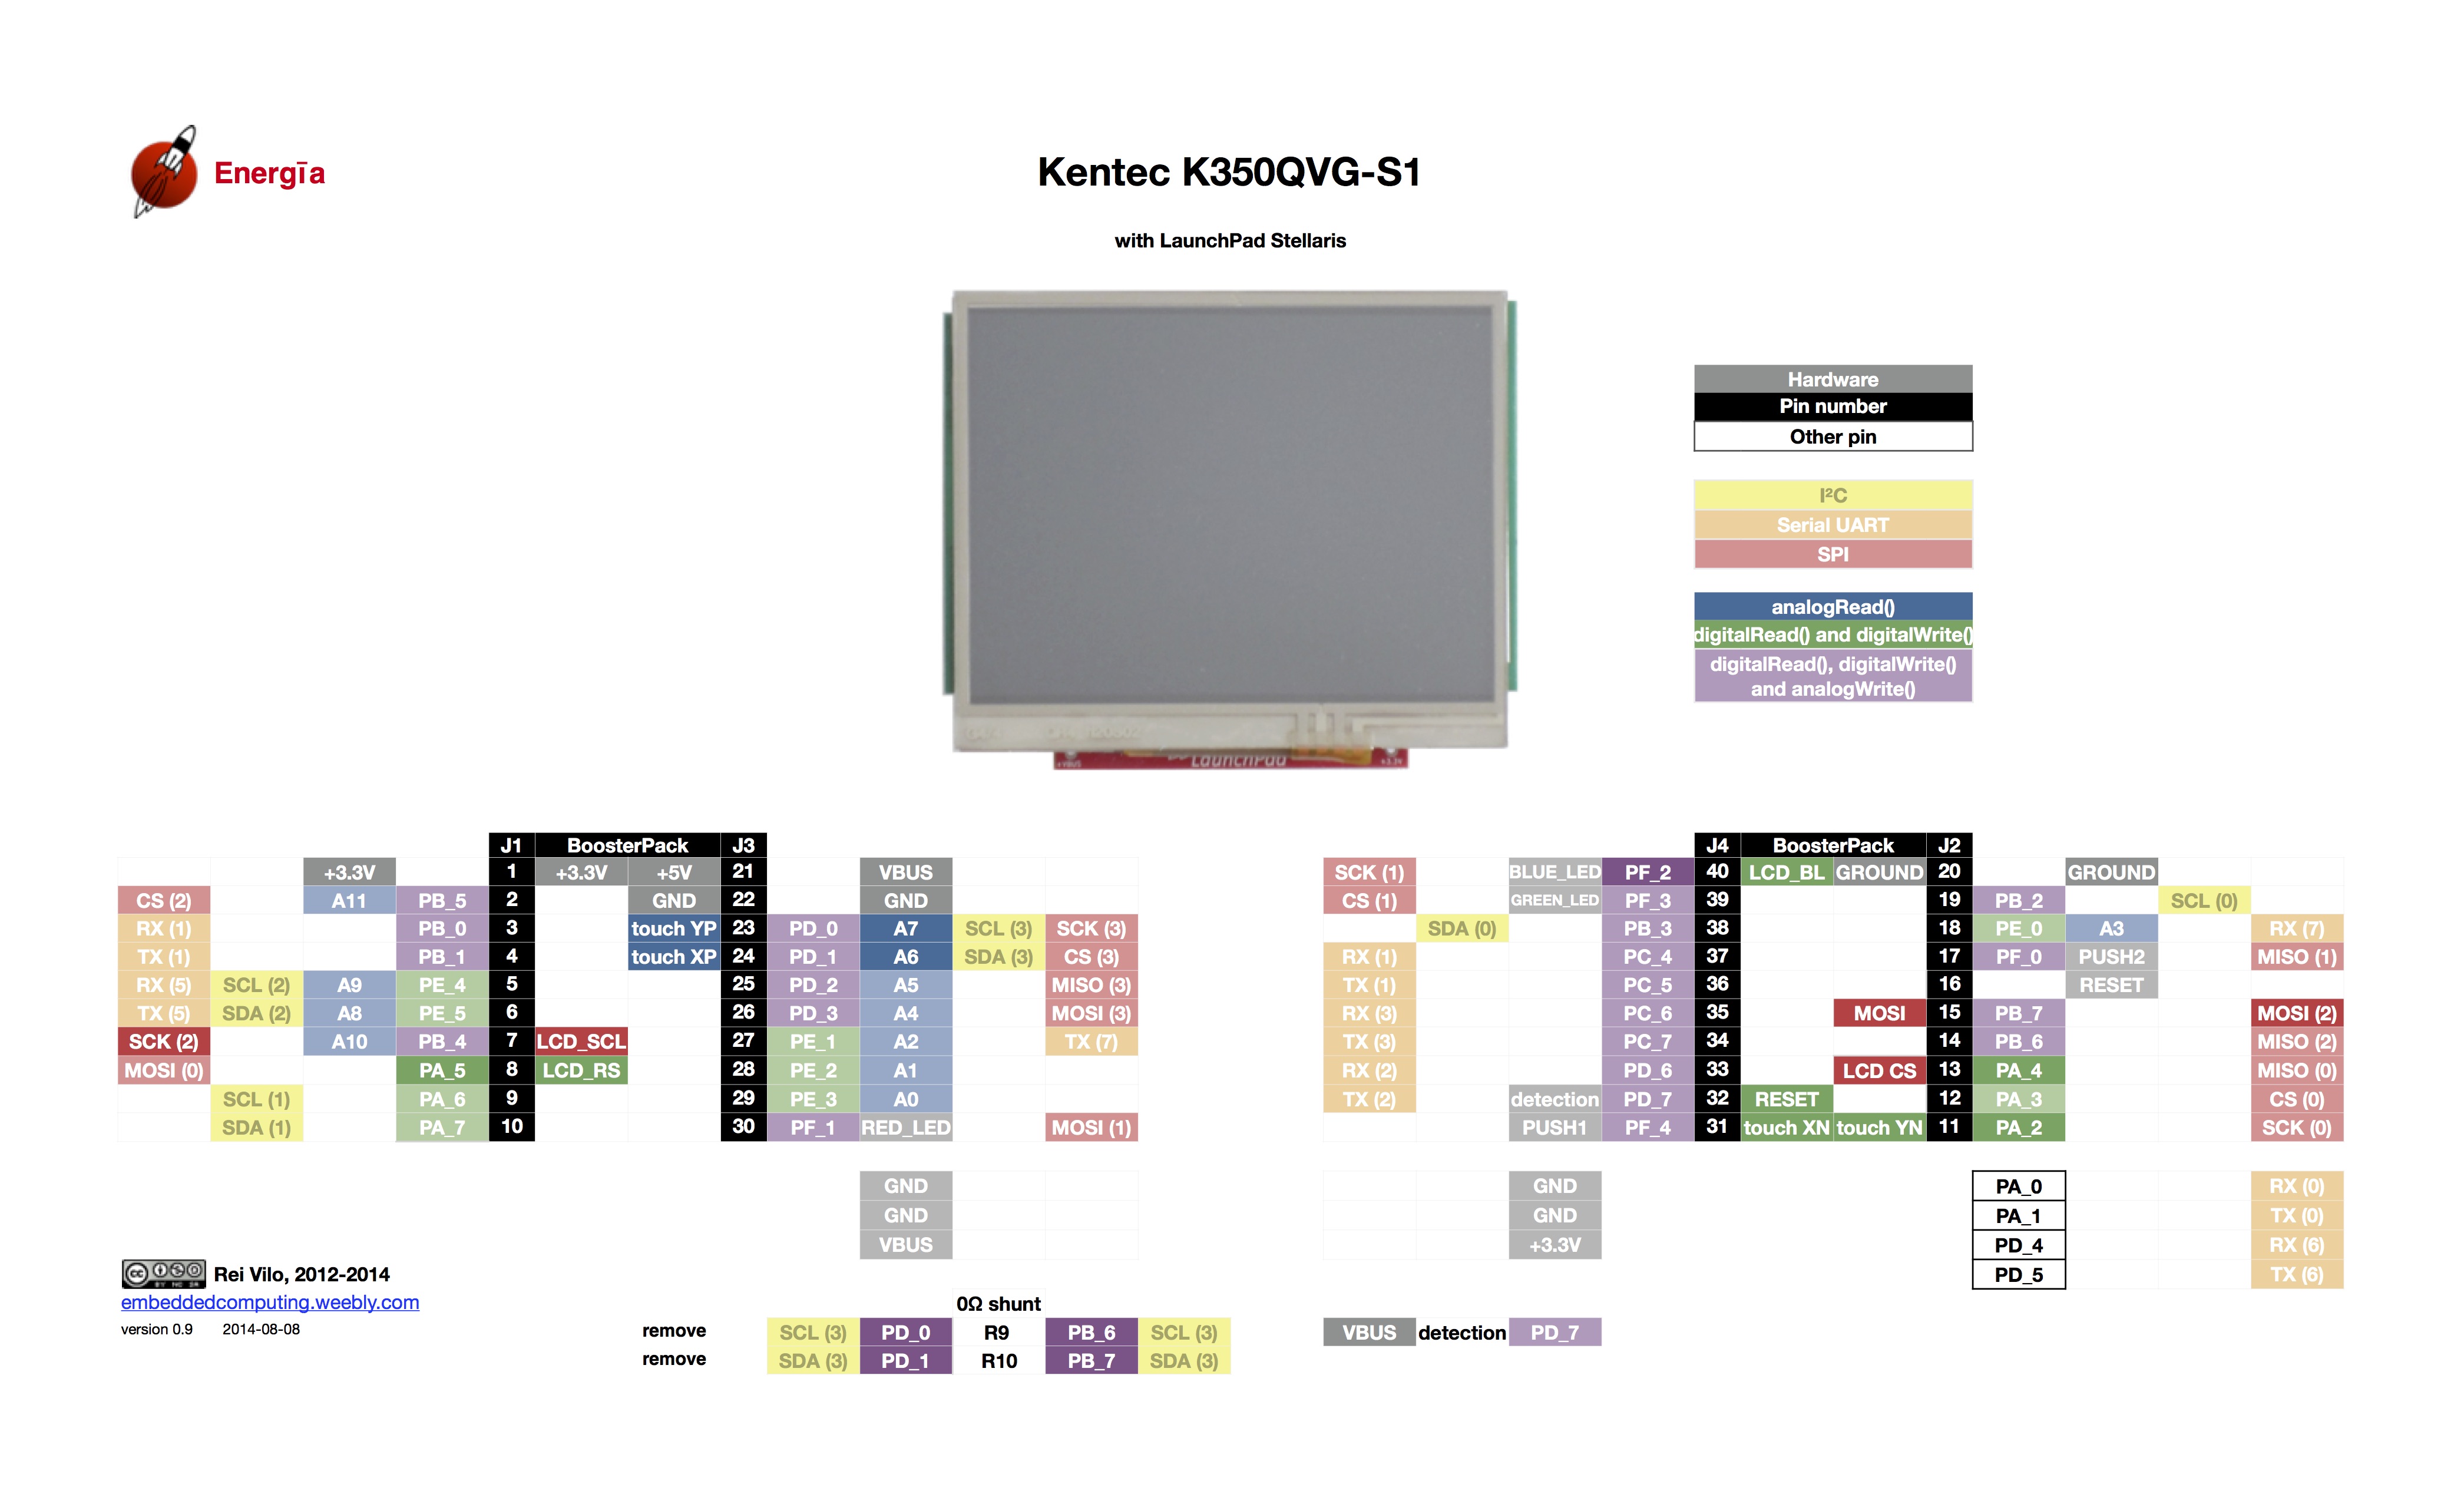 Energīa
Kentec K350QVG-S1
with LaunchPad Stellaris
Hardware
Pin number
Other pin
I²C
Serial UART
SPI
analogRead()
digitalRead() and digitalWrite()
digitalRead(), digitalWrite()
and analogWrite()
+VBUS LaunchPad +3.3V
J1 BoosterPack J3
+3.3V 1 +3.3V +5V 21 VBUS
CS (2) A11 PB_5 2 GND 22 GND
RX (1) PB_0 3 touch YP 23 PD_0 A7 SCL (3) SCK (3)
TX (1) PB_1 4 touch XP 24 PD_1 A6 SDA (3) CS (3)
RX (5) SCL (2) A9 PE_4 5 25 PD_2 A5 MISO (3)
TX (5) SDA (2) A8 PE_5 6 26 PD_3 A4 MOSI (3)
SCK (2) A10 PB_4 7 LCD_SCL 27 PE_1 A2 TX (7)
MOSI (0) PA_5 8 LCD_RS 28 PE_2 A1
SCL (1) PA_6 9 29 PE_3 A0
SDA (1) PA_7 10 30 PF_1 RED_LED MOSI (1)
GND
GND
VBUS
J4 BoosterPack J2
SCK (1) BLUE_LED PF_2 40 LCD_BL GROUND 20 GROUND
CS (1) GREEN_LED PF_3 39 19 PB_2 SCL (0)
SDA (0) PB_3 38 18 PE_0 A3 RX (7)
RX (1) PC_4 37 17 PF_0 PUSH2 MISO (1)
TX (1) PC_5 36 16 RESET
RX (3) PC_6 35 MOSI 15 PB_7 MOSI (2)
TX (3) PC_7 34 14 PB_6 MISO (2)
RX (2) PD_6 33 LCD CS 13 PA_4 MISO (0)
TX (2) detection PD_7 32 RESET 12 PA_3 CS (0)
PUSH1 PF_4 31 touch XN touch YN 11 PA_2 SCK (0)
GND PA_0 RX (0)
GND PA_1 TX (0)
+3.3V PD_4 RX (6)
PD_5 TX (6)
cc BY NC SA Rei Vilo, 2012-2014
embeddedcomputing.weebly.com
version 0.9 2014-08-08
0Ω shunt
remove SCL (3) PD_0 R9 PB_6 SCL (3)
remove SDA (3) PD_1 R10 PB_7 SDA (3)
VBUS detection PD_7